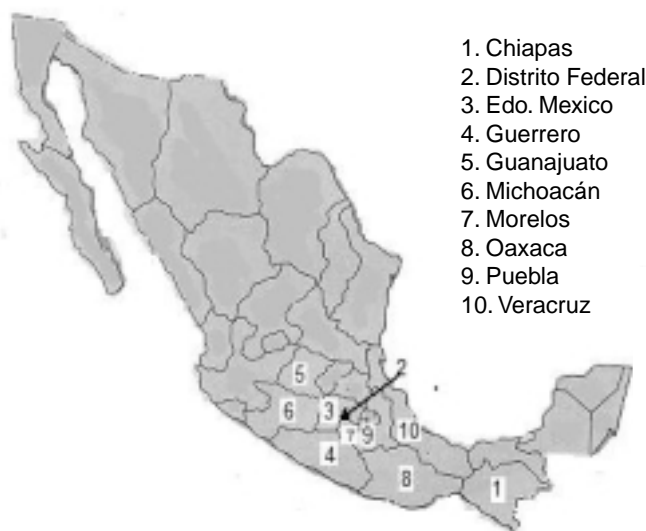 1. Chiapas
2. Distrito Federal
3. Edo. Mexico
4. Guerrero
5. Guanajuato
6. Michoacán
7. Morelos
8. Oaxaca
9. Puebla
10. Veracruz
2
5
6
3
7
9
10
4
8
1